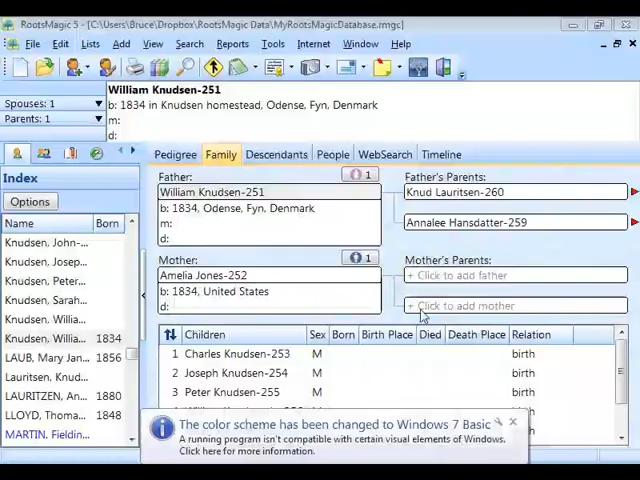 RootsMagic 5 - [C:\Users\Bruce\Dropbox\RootsMagic Data\MyRootsMagicDatabase.rmgc]
File Edit Lists Add View Search Reports Tools Internet Window Help
William Knudsen-251
Spouses: 1
b: 1834 in Knudsen homestead, Odense, Fyn, Denmark
Parents: 1
m:
d:
Pedigree Family Descendants People WebSearch Timeline
Index
Options
Name Born
Knudsen, John-...
Knudsen, Josep...
Knudsen, Peter...
Knudsen, Sarah...
Knudsen, Willia...
Knudsen, Willia... 1834
LAUB, Mary Jan... 1856
Lauritsen, Knud...
LAURITZEN, An... 1880
LLOYD, Thoma... 1848
MARTIN, Fieldin...
Father: 1
William Knudsen-251
b: 1834, Odense, Fyn, Denmark
m:
d:
Father's Parents:
Knud Lauritsen-260
Annalee Hansdatter-259
Mother: 1
Amelia Jones-252
b: 1834, United States
d:
Mother's Parents:
+ Click to add father
+ Click to add mother
Children Sex Born Birth Place Died Death Place Relation
1 Charles Knudsen-253 M birth
2 Joseph Knudsen-254 M birth
3 Peter Knudsen-255 M birth
birth
The color scheme has been changed to Windows 7 Basic
A running program isn't compatible with certain visual elements of Windows.
Click here for more information.